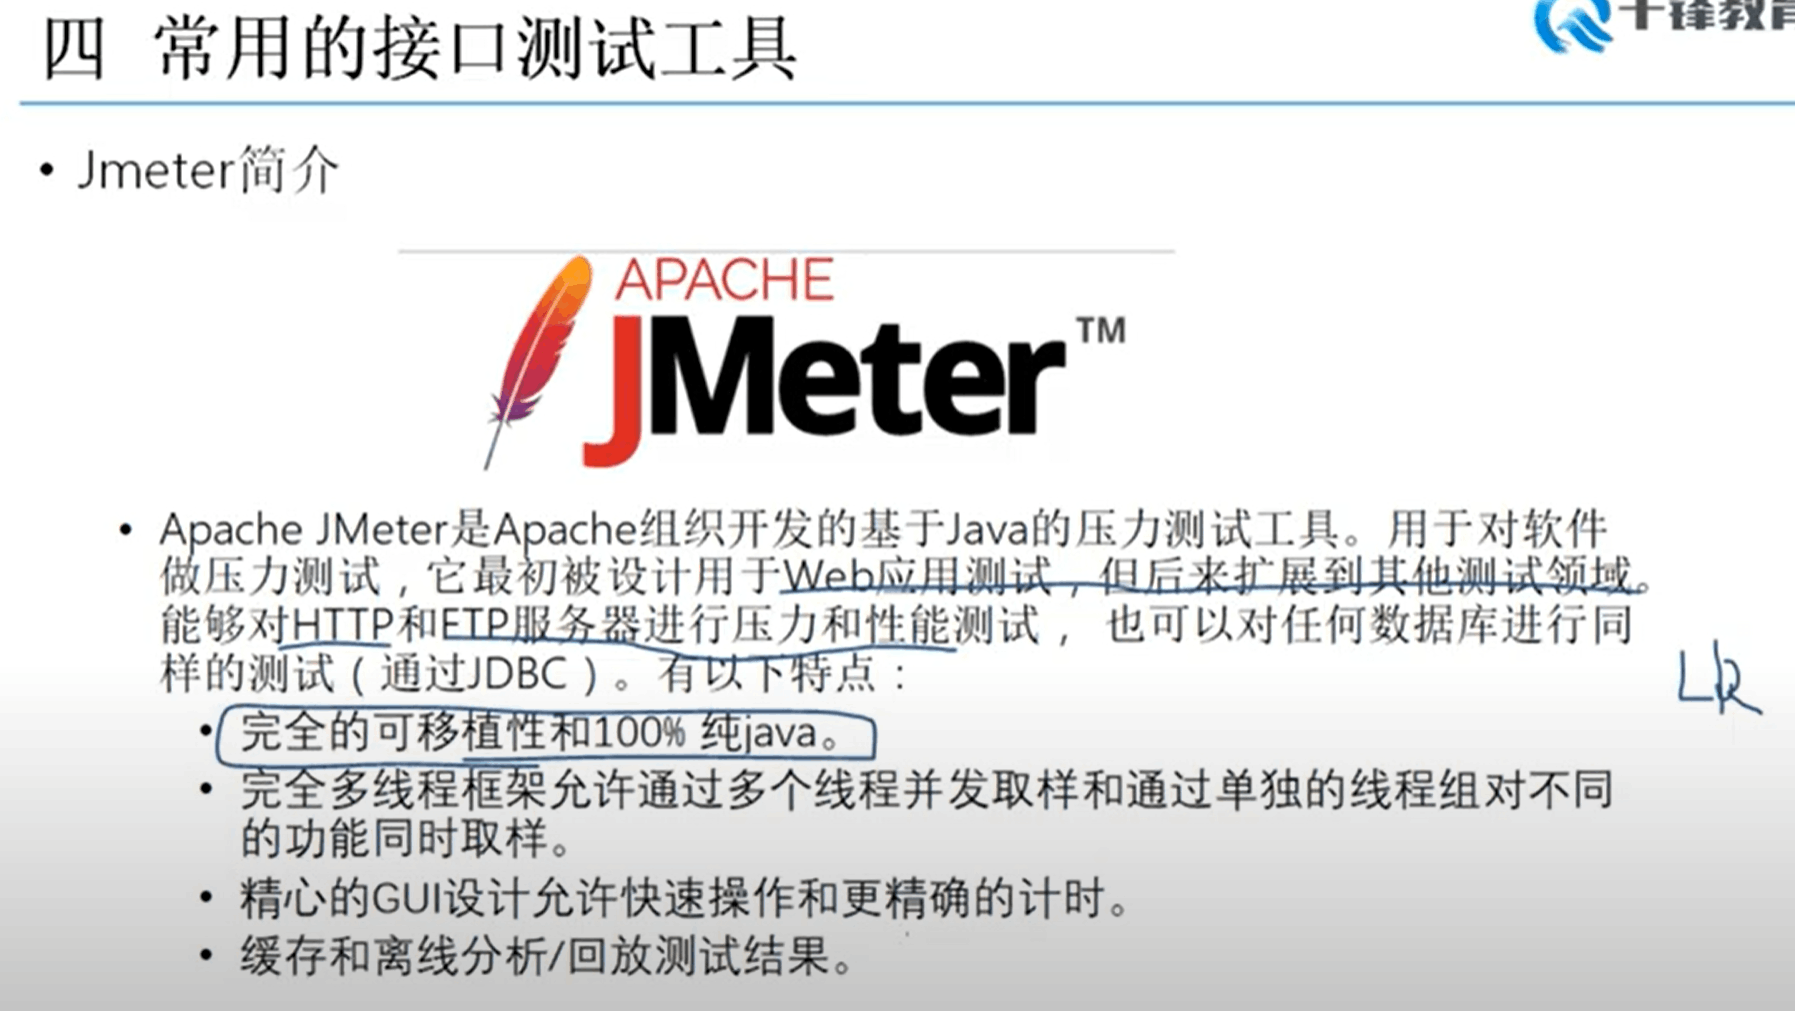 四 常用的接口测试工具
千锋教育
• Jmeter简介
APACHE
JMeter™
• Apache JMeter是Apache组织开发的基于Java的压力测试工具。用于对软件
做压力测试，它最初被设计用于Web应用测试，但后来扩展到其他测试领域。
能够对HTTP和FTP服务器进行压力和性能测试， 也可以对任何数据库进行同
样的测试（通过JDBC）。有以下特点：
LR
• 完全的可移植性和100% 纯java。
• 完全多线程框架允许通过多个线程并发取样和通过单独的线程组对不同
的功能同时取样。
• 精心的GUI设计允许快速操作和更精确的计时。
• 缓存和离线分析/回放测试结果。